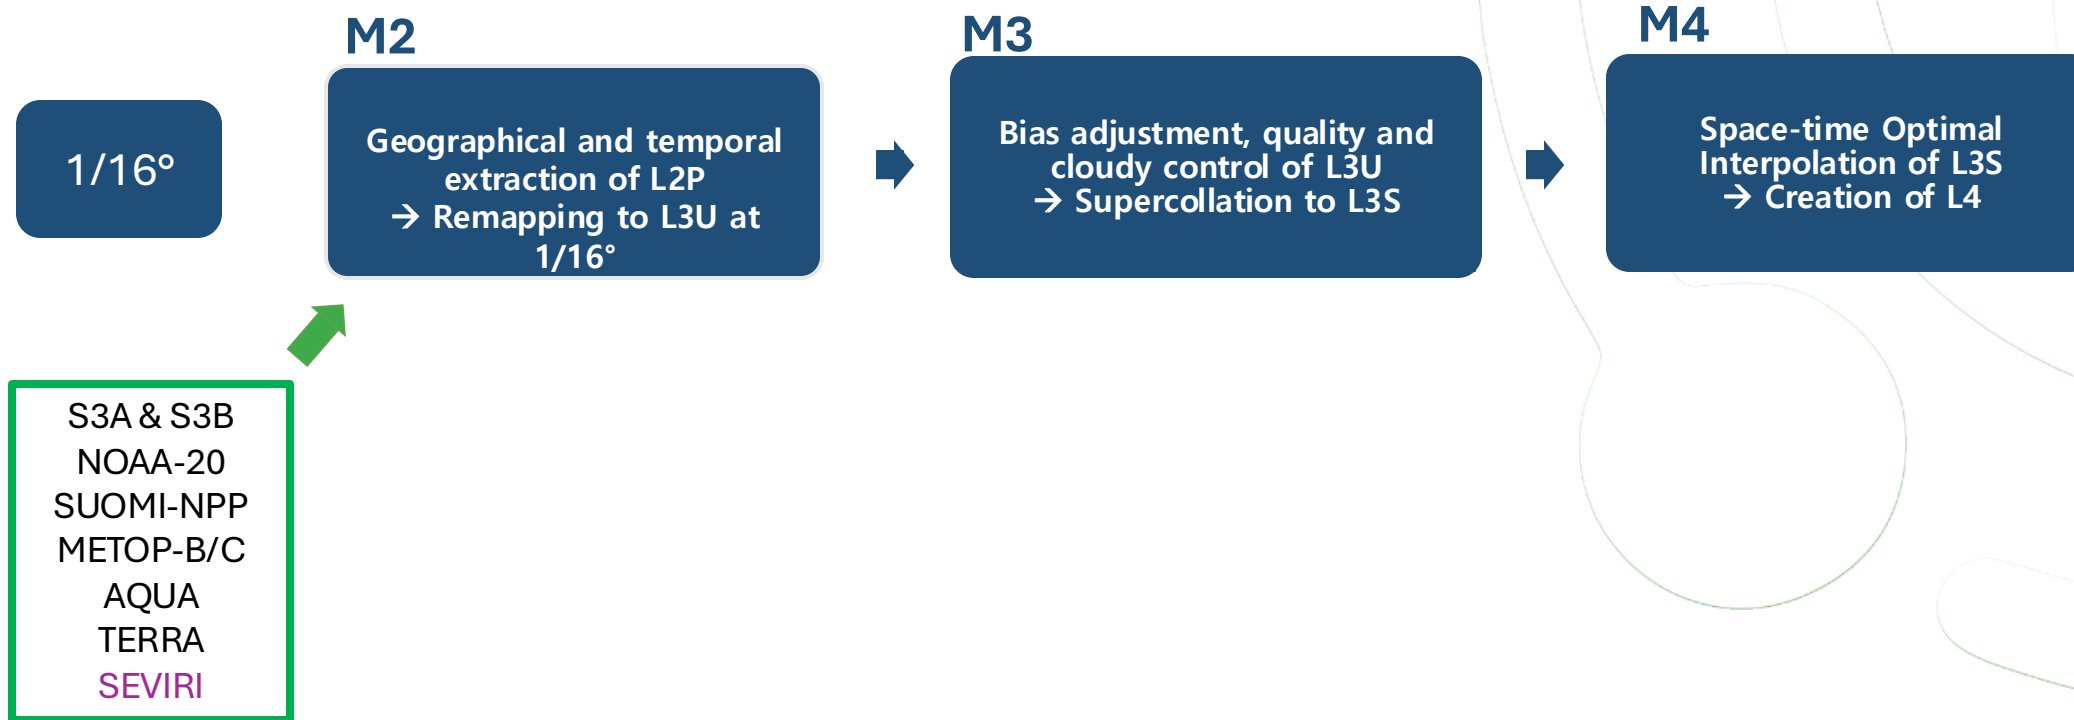 1/16°
M2
Geographical and temporal
extraction of L2P
→ Remapping to L3U at
1/16°
M3
Bias adjustment, quality and
cloudy control of L3U
→ Supercollation to L3S
M4
Space-time Optimal
Interpolation of L3S
→ Creation of L4
S3A & S3B
NOAA-20
SUOMI-NPP
METOP-B/C
AQUA
TERRA
SEVIRI